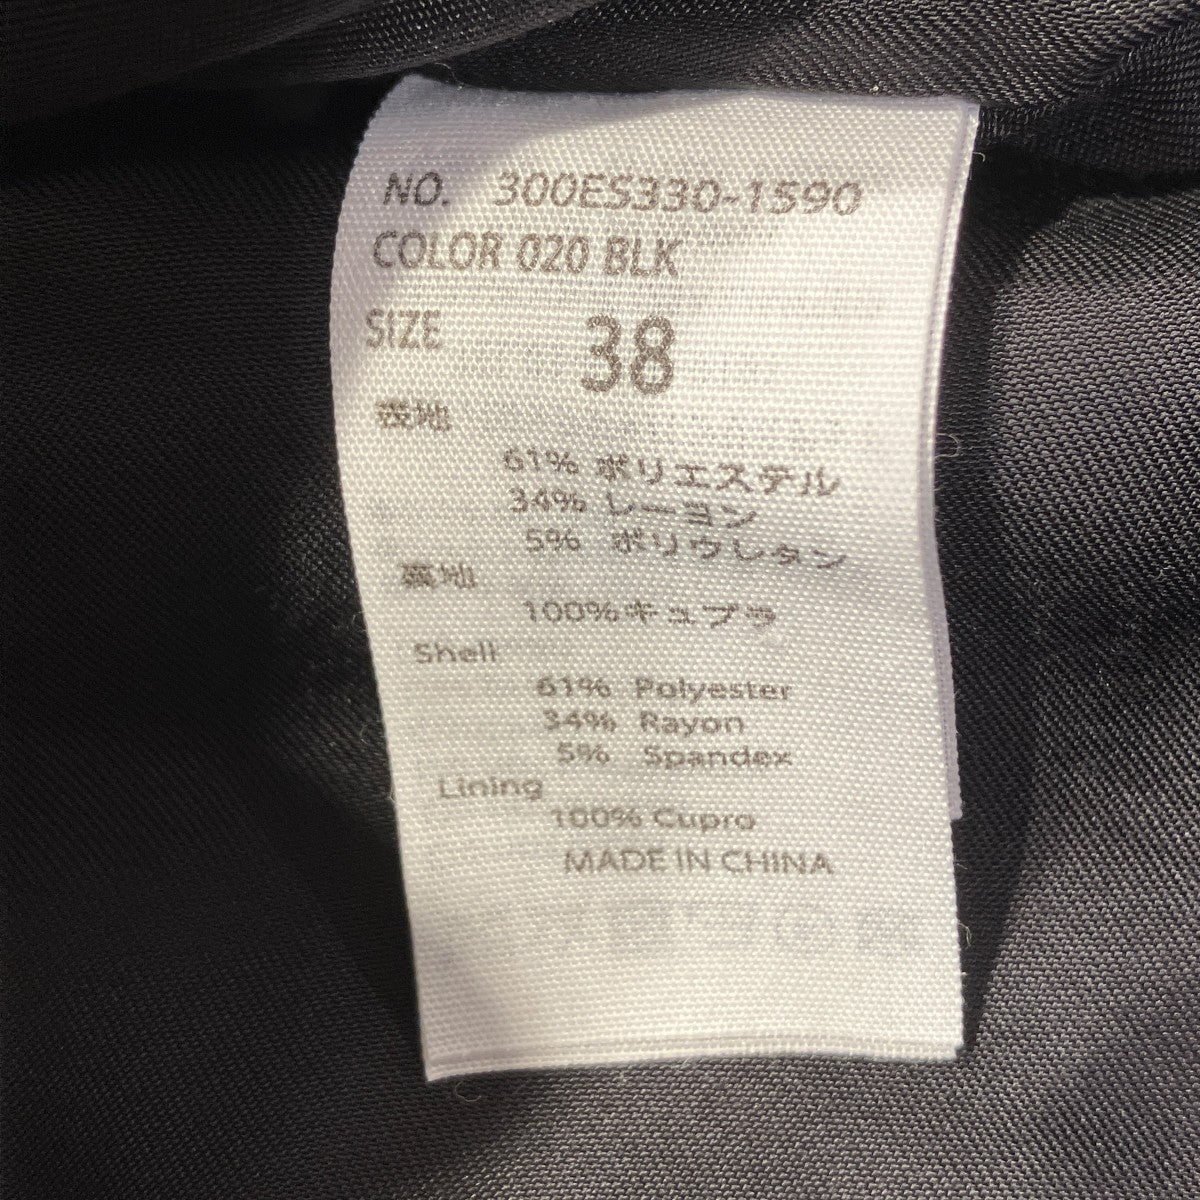 NO. 300ES330-1590
COLOR 020 BLK
SIZE 38
表地
61% ポリエステル
34% レーヨン
5% ポリウレタン
裏地
100%キュプラ
Shell
61% Polyester
34% Rayon
5% Spandex
Lining
100% Cupro
MADE IN CHINA